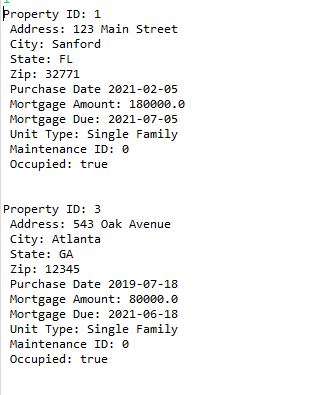 Property ID: 1
Address: 123 Main Street
City: Sanford
State: FL
Zip: 32771
Purchase Date 2021-02-05
Mortgage Amount: 180000.0
Mortgage Due: 2021-07-05
Unit Type: Single Family
Maintenance ID: 0
Occupied: true
Property ID: 3
Address: 543 Oak Avenue
City: Atlanta
State: GA
Zip: 12345
Purchase Date 2019-07-18
Mortgage Amount: 80000.0
Mortgage Due: 2021-06-18
Unit Type: Single Family
Maintenance ID: 0
Occupied: true